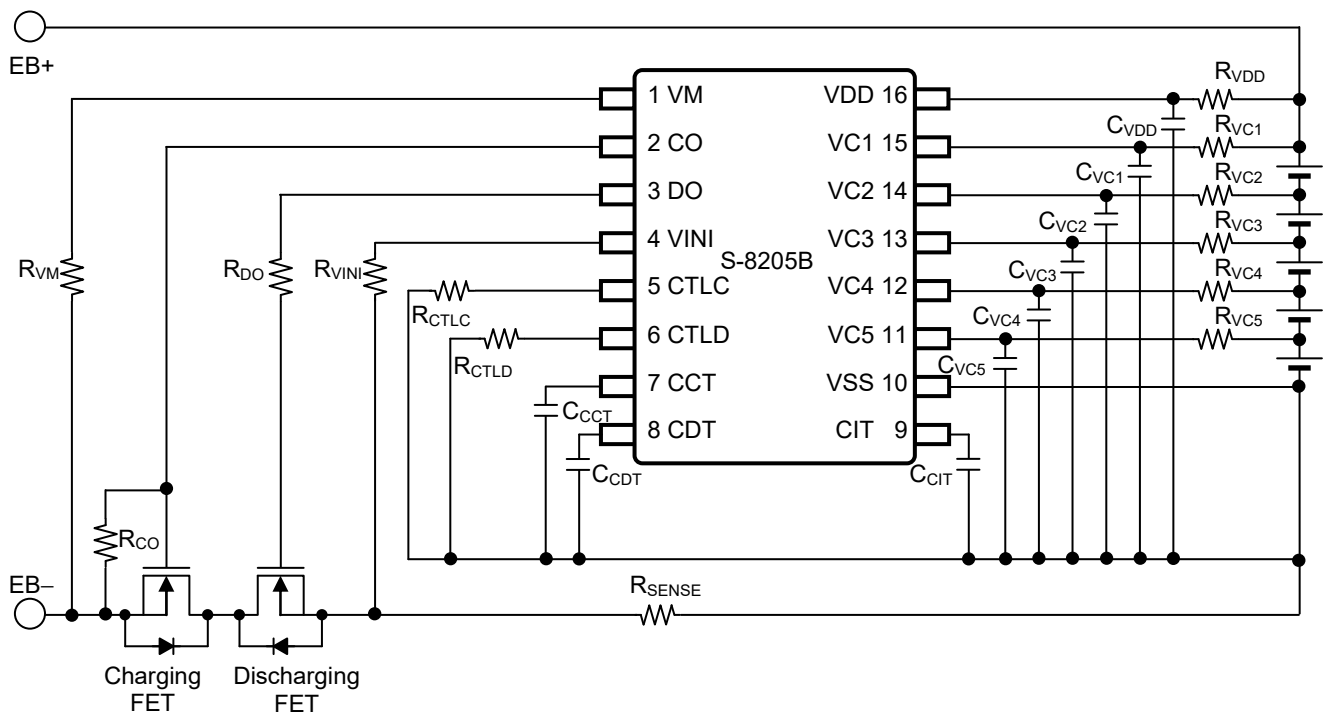 EB+
1 VM
2 CO
3 DO
4 VINI
5 CTLC
6 CTLD
7 CCT
8 CDT
S-8205B
VDD 16
VC1 15
VC2 14
VC3 13
VC4 12
VC5 11
VSS 10
CIT 9
RVDD
RVC1
RVC2
RVC3
RVC4
RVC5
CVDD
CVC1
CVC2
CVC3
CVC4
CVC5
RVM
RDO
RVINI
RCTLC
RCTLD
CCCT
CCDT
CCIT
RCO
EB−
RSENSE
Charging
FET
Discharging
FET